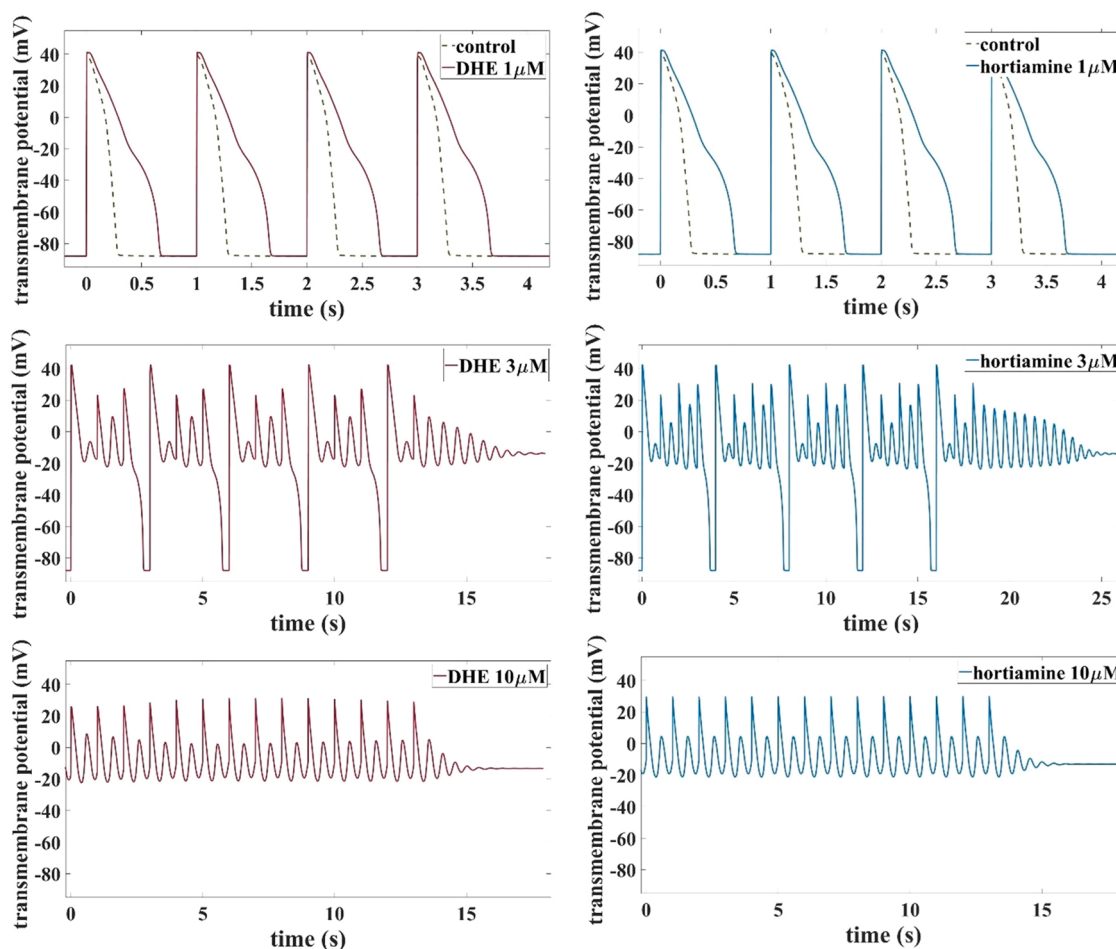 transmembrane potential (mV)
40
20
0
-20
-40
-60
-80
control
DHE 1μM
0 0.5 1 1.5 2 2.5 3 3.5 4
time (s)
transmembrane potential (mV)
40
20
0
-20
-40
-60
-80
control
hortiamine 1μM
0 0.5 1 1.5 2 2.5 3 3.5 4
time (s)
transmembrane potential (mV)
40
20
0
-20
-40
-60
-80
DHE 3μM
0 5 10 15
time (s)
transmembrane potential (mV)
40
20
0
-20
-40
-60
-80
hortiamine 3μM
0 5 10 15 20 25
time (s)
transmembrane potential (mV)
40
20
0
-20
-40
-60
-80
DHE 10μM
0 5 10 15
time (s)
transmembrane potential (mV)
40
20
0
-20
-40
-60
-80
hortiamine 10μM
0 5 10 15
time (s)